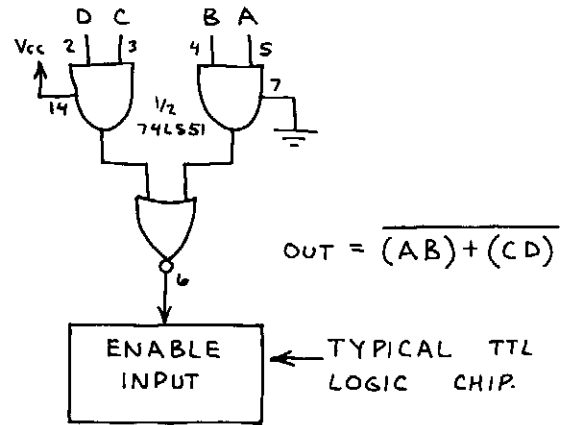 D C
B A
Vcc
2 3
4 5
14
7
1/2
74LS51
OUT = (AB) + (CD)
6
ENABLE
INPUT
TYPICAL TTL
LOGIC CHIP.